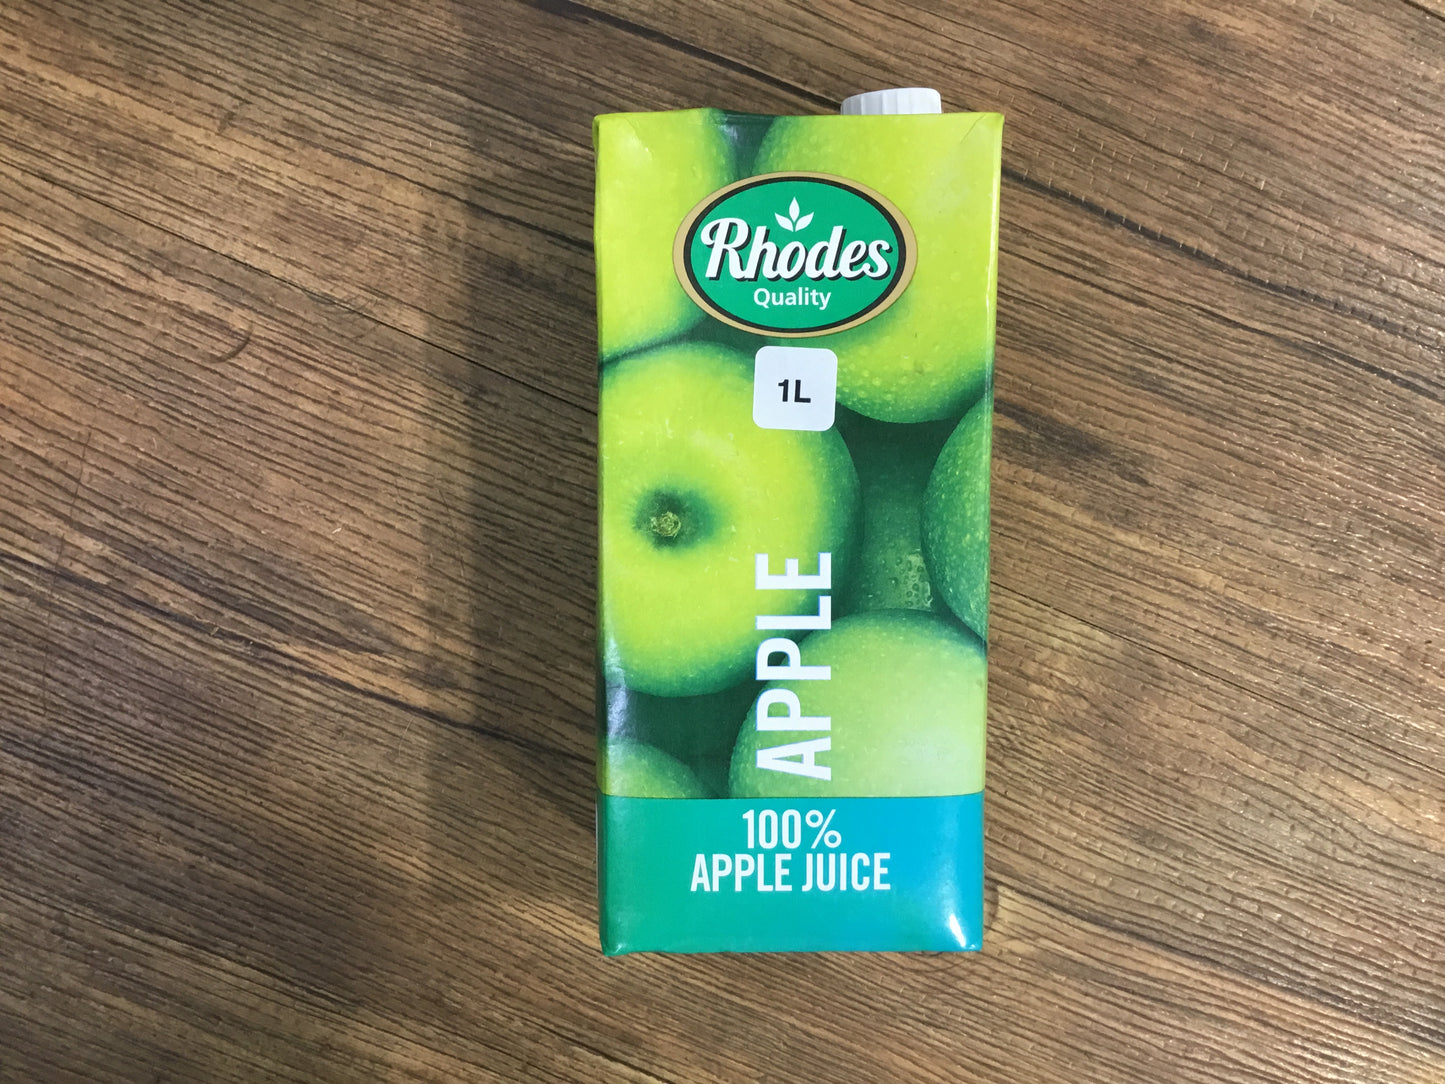 Rhodes
Quality
1L
APPLE
100%
APPLE JUICE